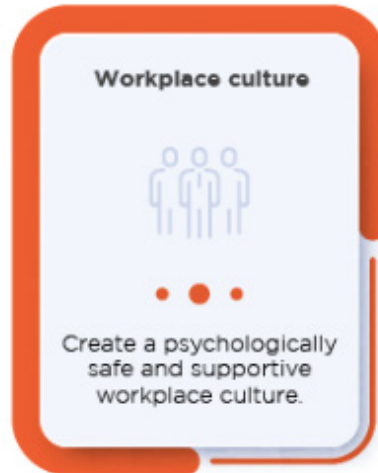 Workplace culture
Create a psychologically
safe and supportive
workplace culture.